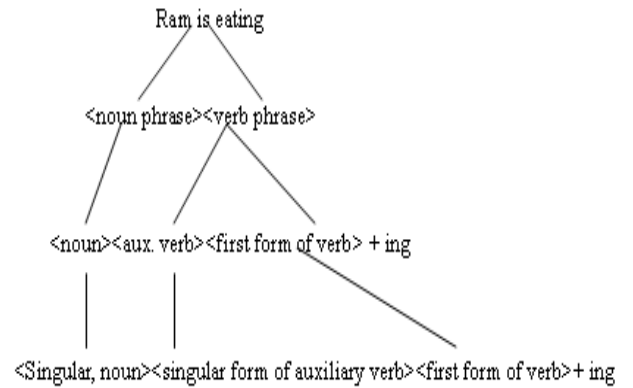 Ram is eating
<noun phrase><verb phrase>
<noun><aux. verb><first form of verb> + ing
<Singular, noun><singular form of auxiliary verb><first form of verb>+ ing